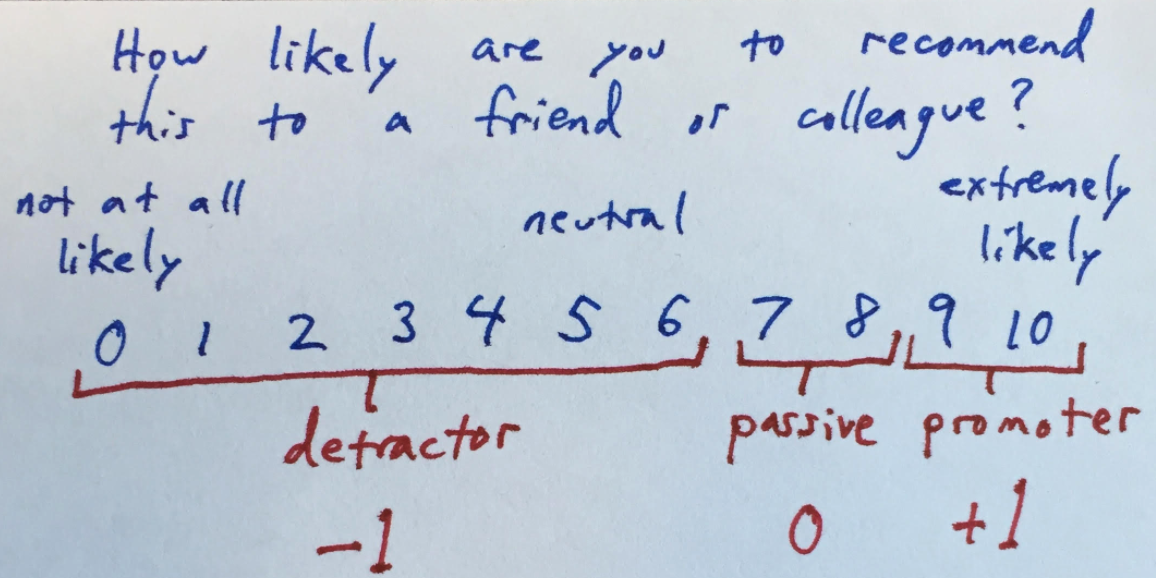 How likely are you to recommend
this to a friend or colleague?
not at all likely
neutral
extremely likely
0 1 2 3 4 5 6 7 8 9 10
detractor passive promoter
-1 0 +1